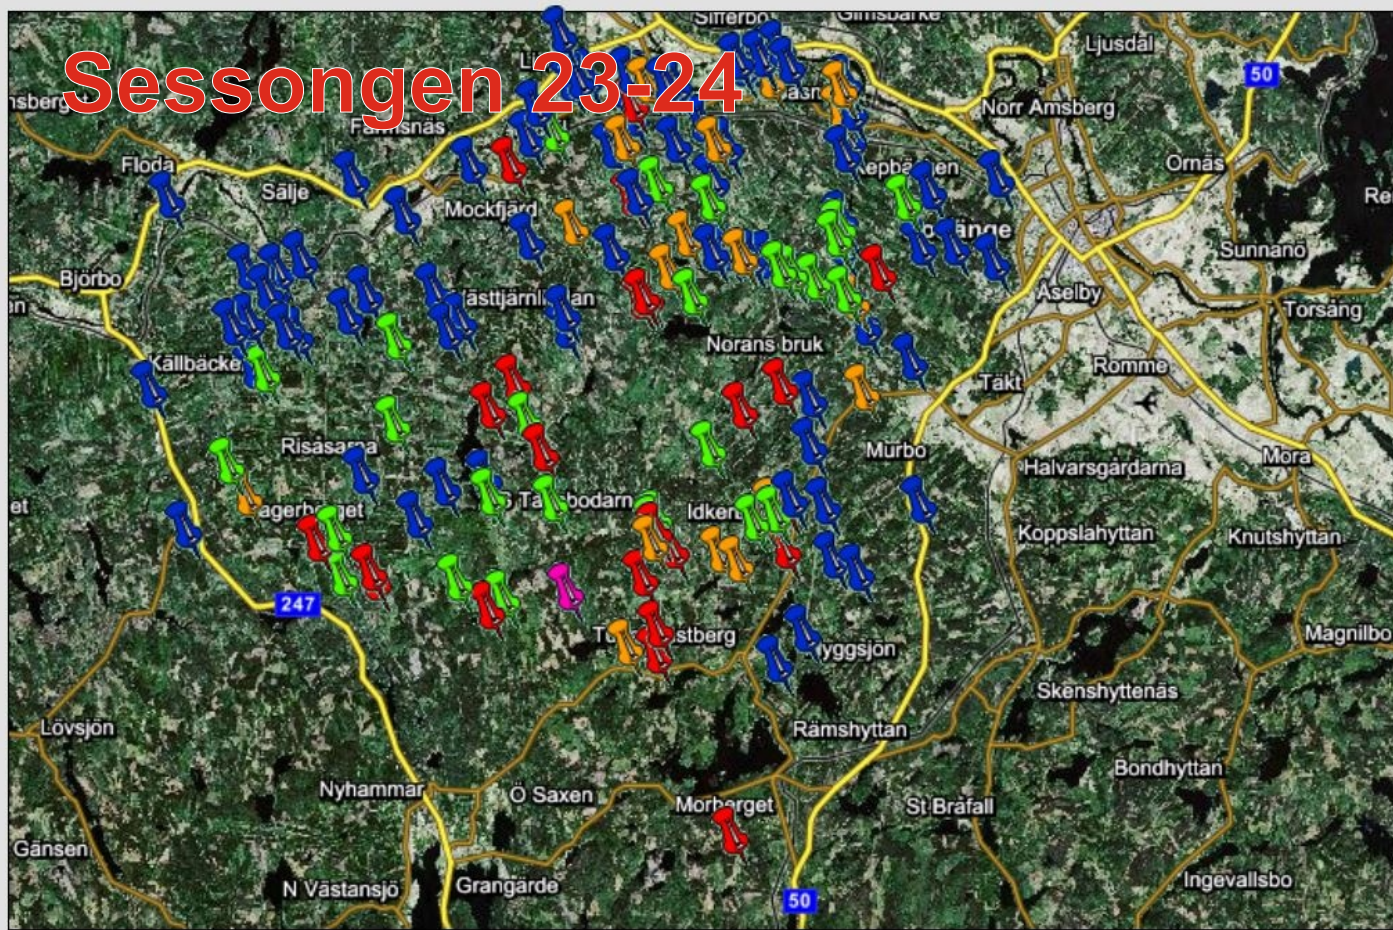 Sifferbo
Gimsbärke
Ljusdal
50
Sessongen 23-24
Norr Amsberg
Floda
Ornäs
Sälje
Mockfjärd
Sunnanö
Björbo
Åselby
Torsång
Norans bruk
Romme
Täkt
Risåsarna
Murbo
Mora
Halvarsgårdarna
Koppslahyttan
Knutshyttan
247
Magnilbo
Skenshyttenäs
Lövsjön
Rämshyttan
Bondhyttan
Nyhammar
Ö Saxen
Morberget
St Bråfall
Gänsen
N Västansjö
Grangärde
Ingevallsbo
50